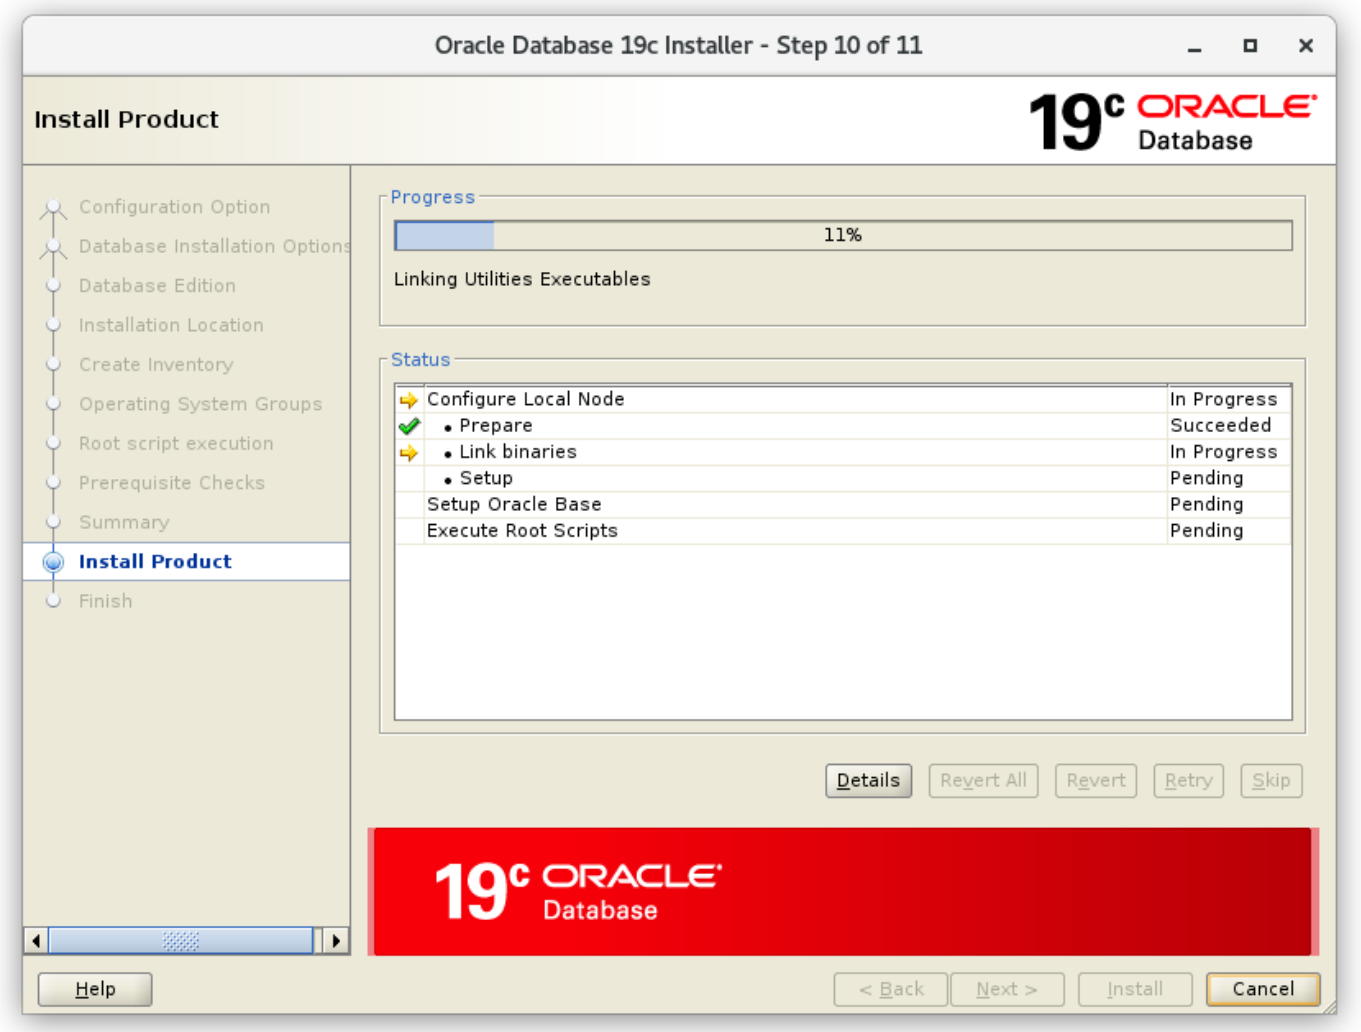 Oracle Database 19c Installer - Step 10 of 11
Install Product
19c ORACLE
Database
Configuration Option
Database Installation Options
Database Edition
Installation Location
Create Inventory
Operating System Groups
Root script execution
Prerequisite Checks
Summary
Install Product
Finish
Progress
11%
Linking Utilities Executables
Status
Configure Local Node In Progress
• Prepare Succeeded
• Link binaries In Progress
• Setup Pending
Setup Oracle Base Pending
Execute Root Scripts Pending
Details Revert All Revert Retry Skip
19c ORACLE
Database
Help < Back Next > Install Cancel